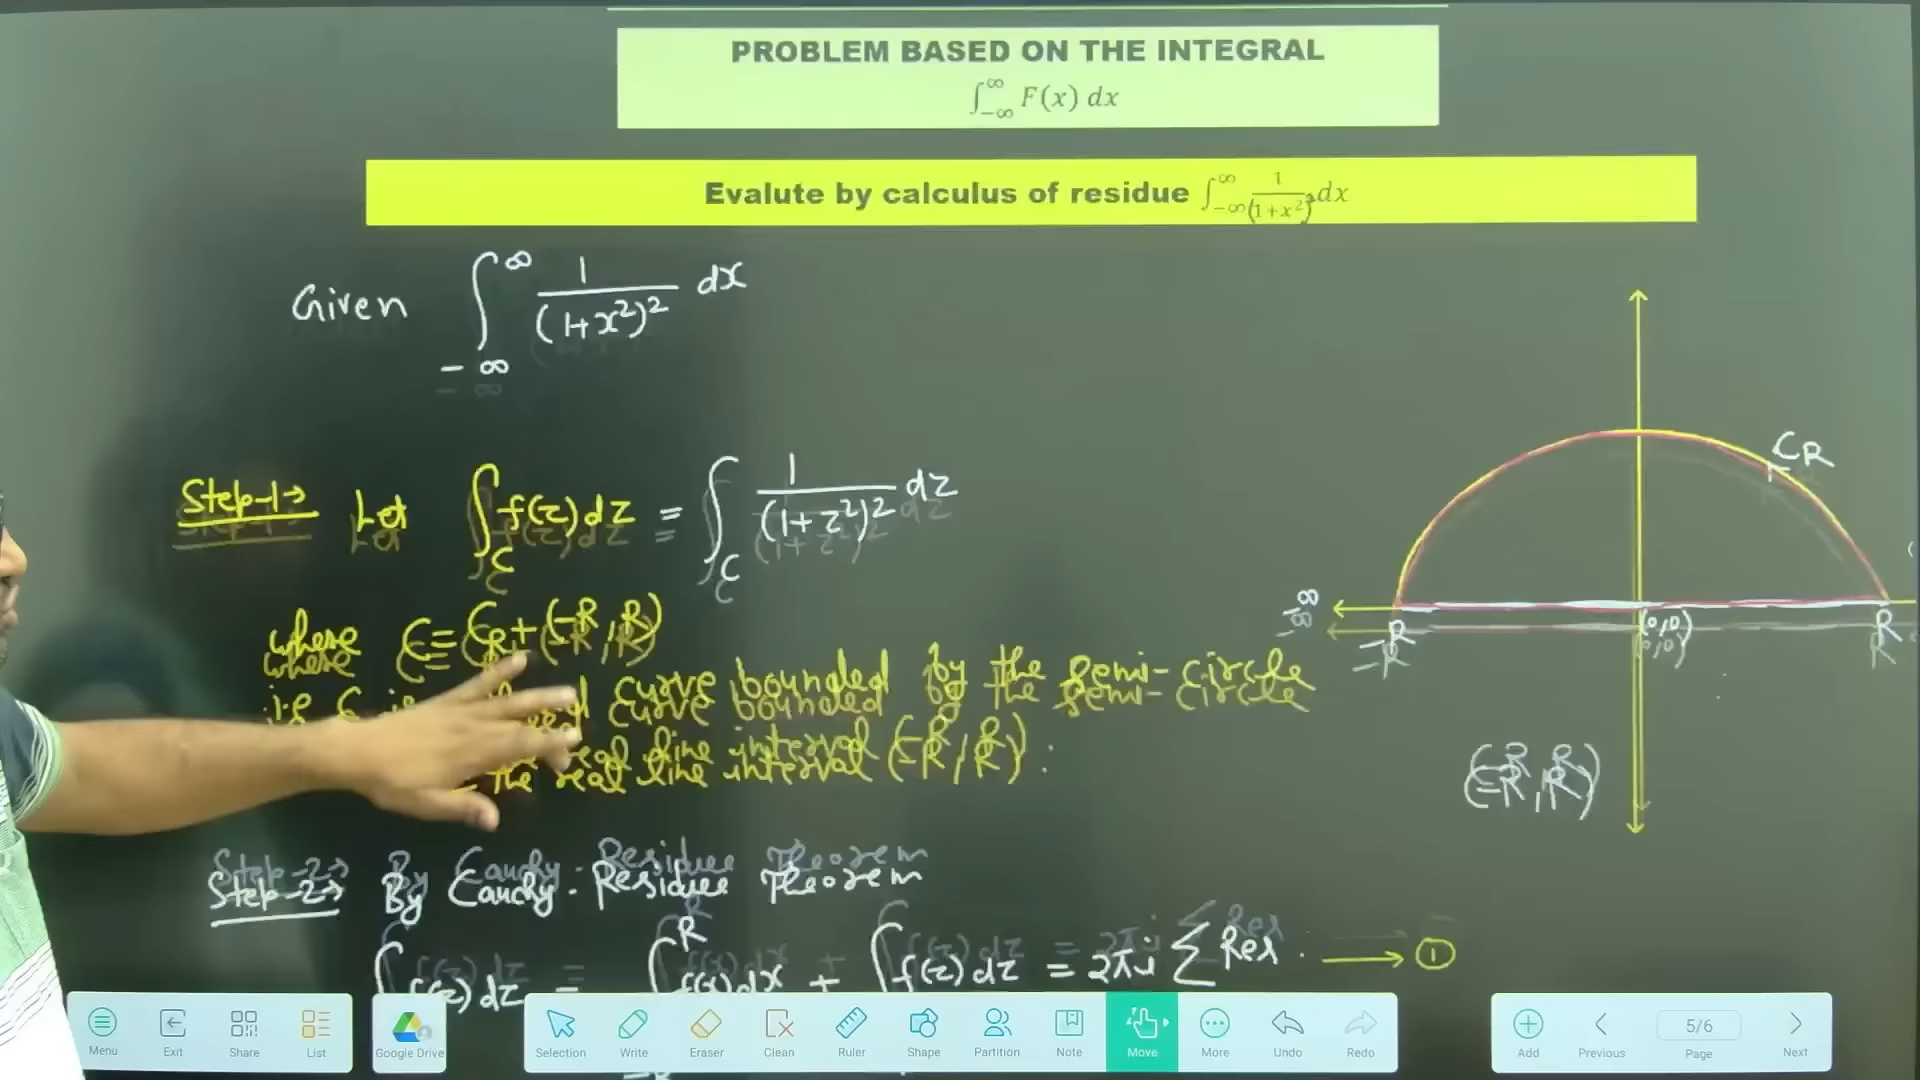 PROBLEM BASED ON THE INTEGRAL
∫_{-∞}^{∞} F(x) dx
Evalute by calculus of residue ∫_{-∞}^{∞} 1/(1+x²)² dx
Given ∫_{-∞}^{∞} 1/(1+x²)² dx
Step-1→ Let ∫_C f(z)dz = ∫_C 1/(1+z²)² dz
where C = C_R + (-R, R)
i.e C is curve bounded by the semi-circle
the real line interval (-R, R).
C_R
-∞
-R
(0,0)
R
(-R, R)
Step-2→ By Cauchy-Residue Theorem
∫ f(z)dz = ∫^R f(x)dx + ∫ f(z)dz = 2πi ∑ Res. → ①
Menu
Exit
Share
List
Google Drive
Selection
Write
Eraser
Clean
Ruler
Shape
Partition
Note
Move
More
Undo
Redo
Add
Previous
5/6
Page
Next